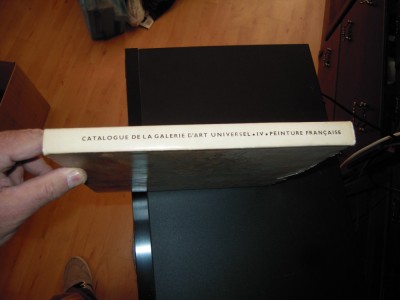 CATALOGUE DE LA GALERIE D'ART UNIVERSEL • IV • PEINTURE FRANÇAISE